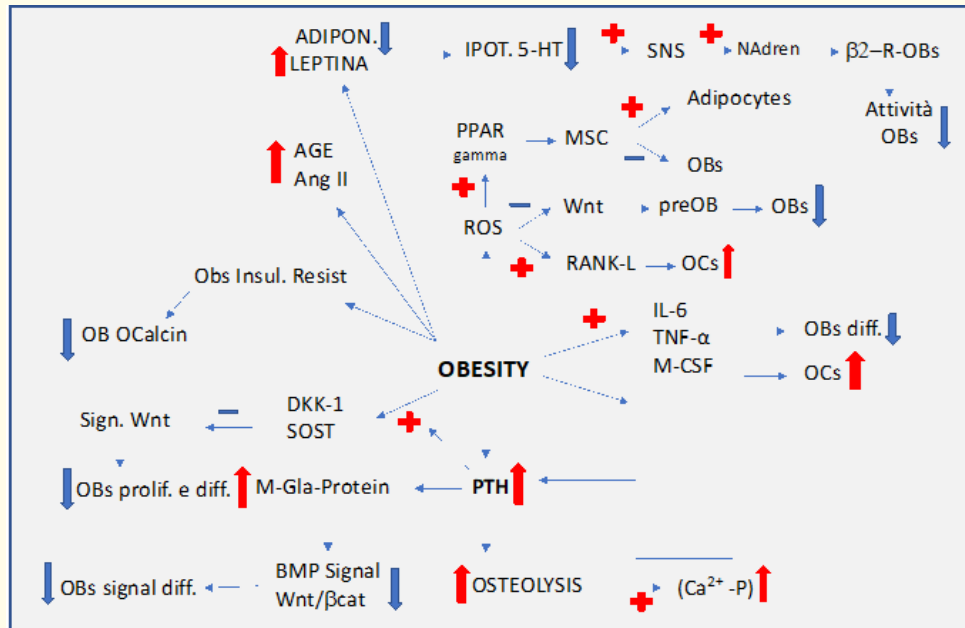 ADIPON.
LEPTINA
IPOT. 5-HT
SNS
NAdren
β2–R-OBs
Attività
OBs
PPAR
gamma
MSC
Adipocytes
OBs
AGE
Ang II
ROS
Wnt
preOB
OBs
RANK-L
OCs
Obs Insul. Resist
OB OCalcin
IL-6
TNF-α
M-CSF
OBs diff.
OCs
OBESITY
DKK-1
SOST
Sign. Wnt
OBs prolif. e diff.
M-Gla-Protein
PTH
OBs signal diff.
BMP Signal
Wnt/βcat
OSTEOLYSIS
(Ca²⁺ -P)